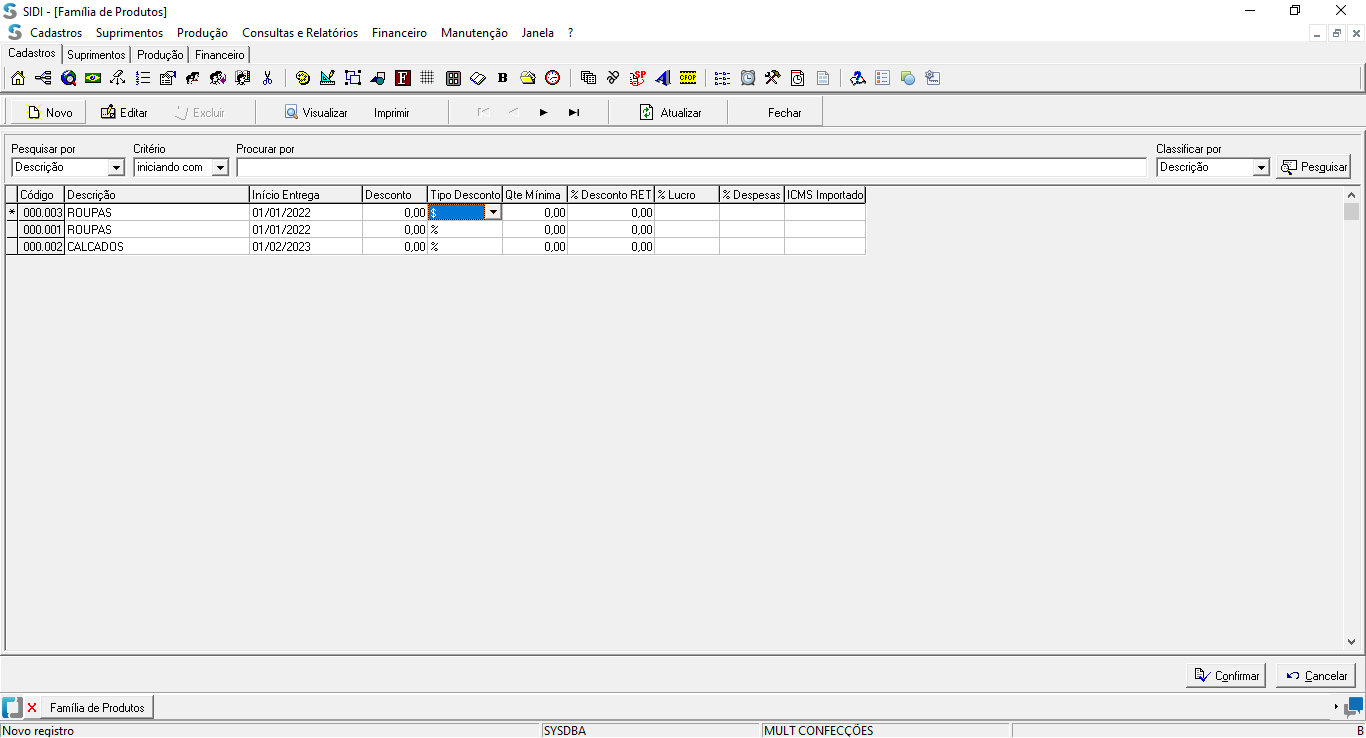 SIDI - [Família de Produtos]
Cadastros Suprimentos Produção Consultas e Relatórios Financeiro Manutenção Janela ?
Cadastros Suprimentos Produção Financeiro
F B SP CFOP
Novo Editar Excluir Visualizar Imprimir Atualizar Fechar
Pesquisar por Critério Procurar por Classificar por
Descrição iniciando com Descrição Pesquisar
Código Descrição Início Entrega Desconto Tipo Desconto Qte Mínima % Desconto RET % Lucro % Despesas ICMS Importado
* 000.003 ROUPAS 01/01/2022 0,00 $ 0,00 0,00
000.001 ROUPAS 01/01/2022 0,00 % 0,00 0,00
000.002 CALCADOS 01/02/2023 0,00 % 0,00 0,00
Confirmar Cancelar
Família de Produtos
Novo registro SYSDBA MULT CONFECÇÕES B